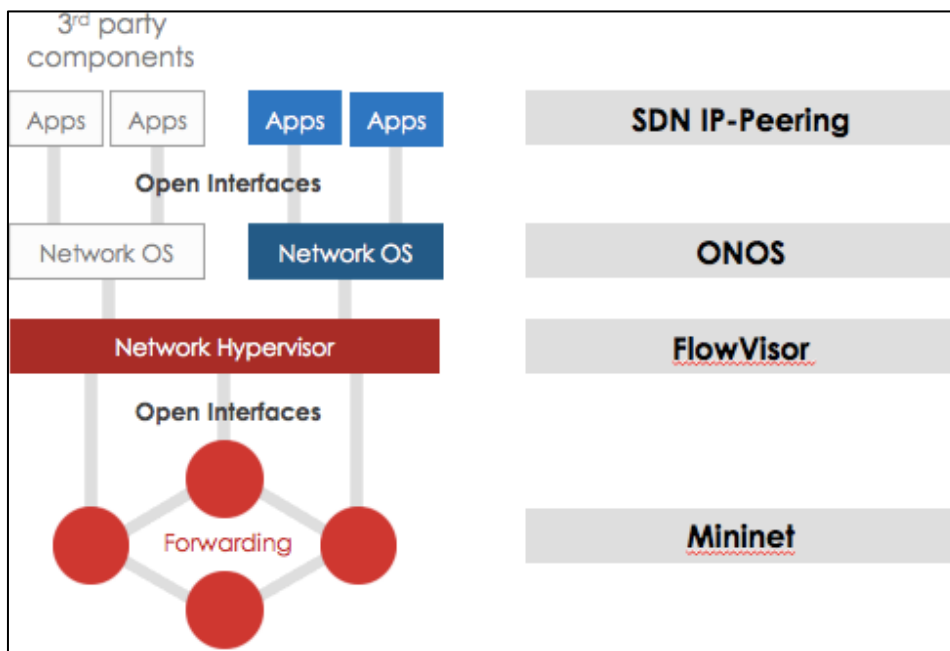 3rd party
components
Apps
Apps
Apps
Apps
SDN IP-Peering
Open Interfaces
Network OS
Network OS
ONOS
Network Hypervisor
FlowVisor
Open Interfaces
Forwarding
Mininet